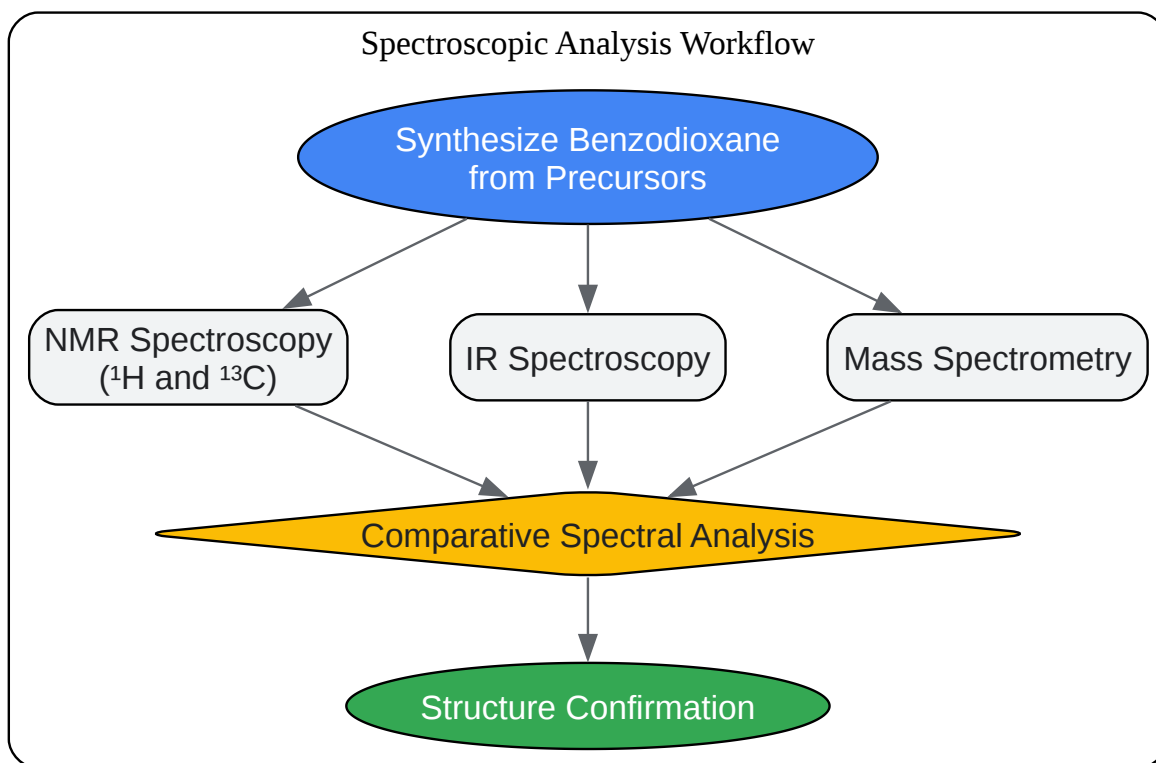 Spectroscopic Analysis Workflow
Synthesize Benzodioxane
from Precursors
NMR Spectroscopy
(¹H and ¹³C)
IR Spectroscopy
Mass Spectrometry
Comparative Spectral Analysis
Structure Confirmation